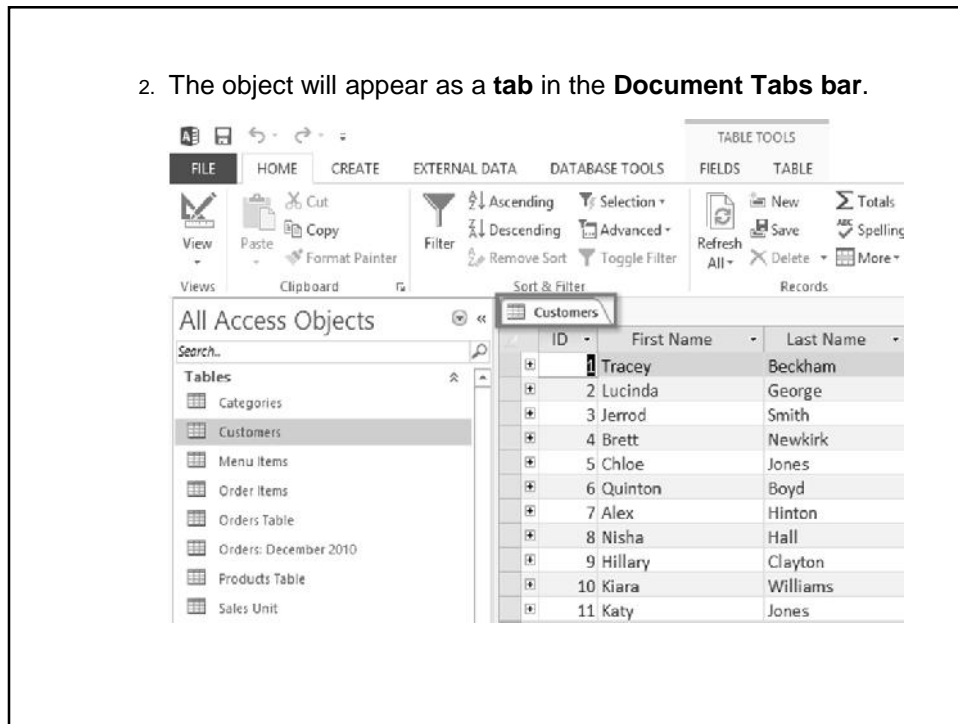 2. The object will appear as a tab in the Document Tabs bar.
TABLE TOOLS
FILE HOME CREATE EXTERNAL DATA DATABASE TOOLS FIELDS TABLE
View
Paste
Cut
Copy
Format Painter
Filter
Ascending
Descending
Remove Sort
Selection
Advanced
Toggle Filter
Refresh
All
New
Save
Delete
Totals
Spelling
More
Views Clipboard Sort & Filter Records
All Access Objects
Search..
Tables
Categories
Customers
Menu Items
Order Items
Orders Table
Orders: December 2010
Products Table
Sales Unit
Customers
ID First Name Last Name
1 Tracey Beckham
2 Lucinda George
3 Jerrod Smith
4 Brett Newkirk
5 Chloe Jones
6 Quinton Boyd
7 Alex Hinton
8 Nisha Hall
9 Hillary Clayton
10 Kiara Williams
11 Katy Jones